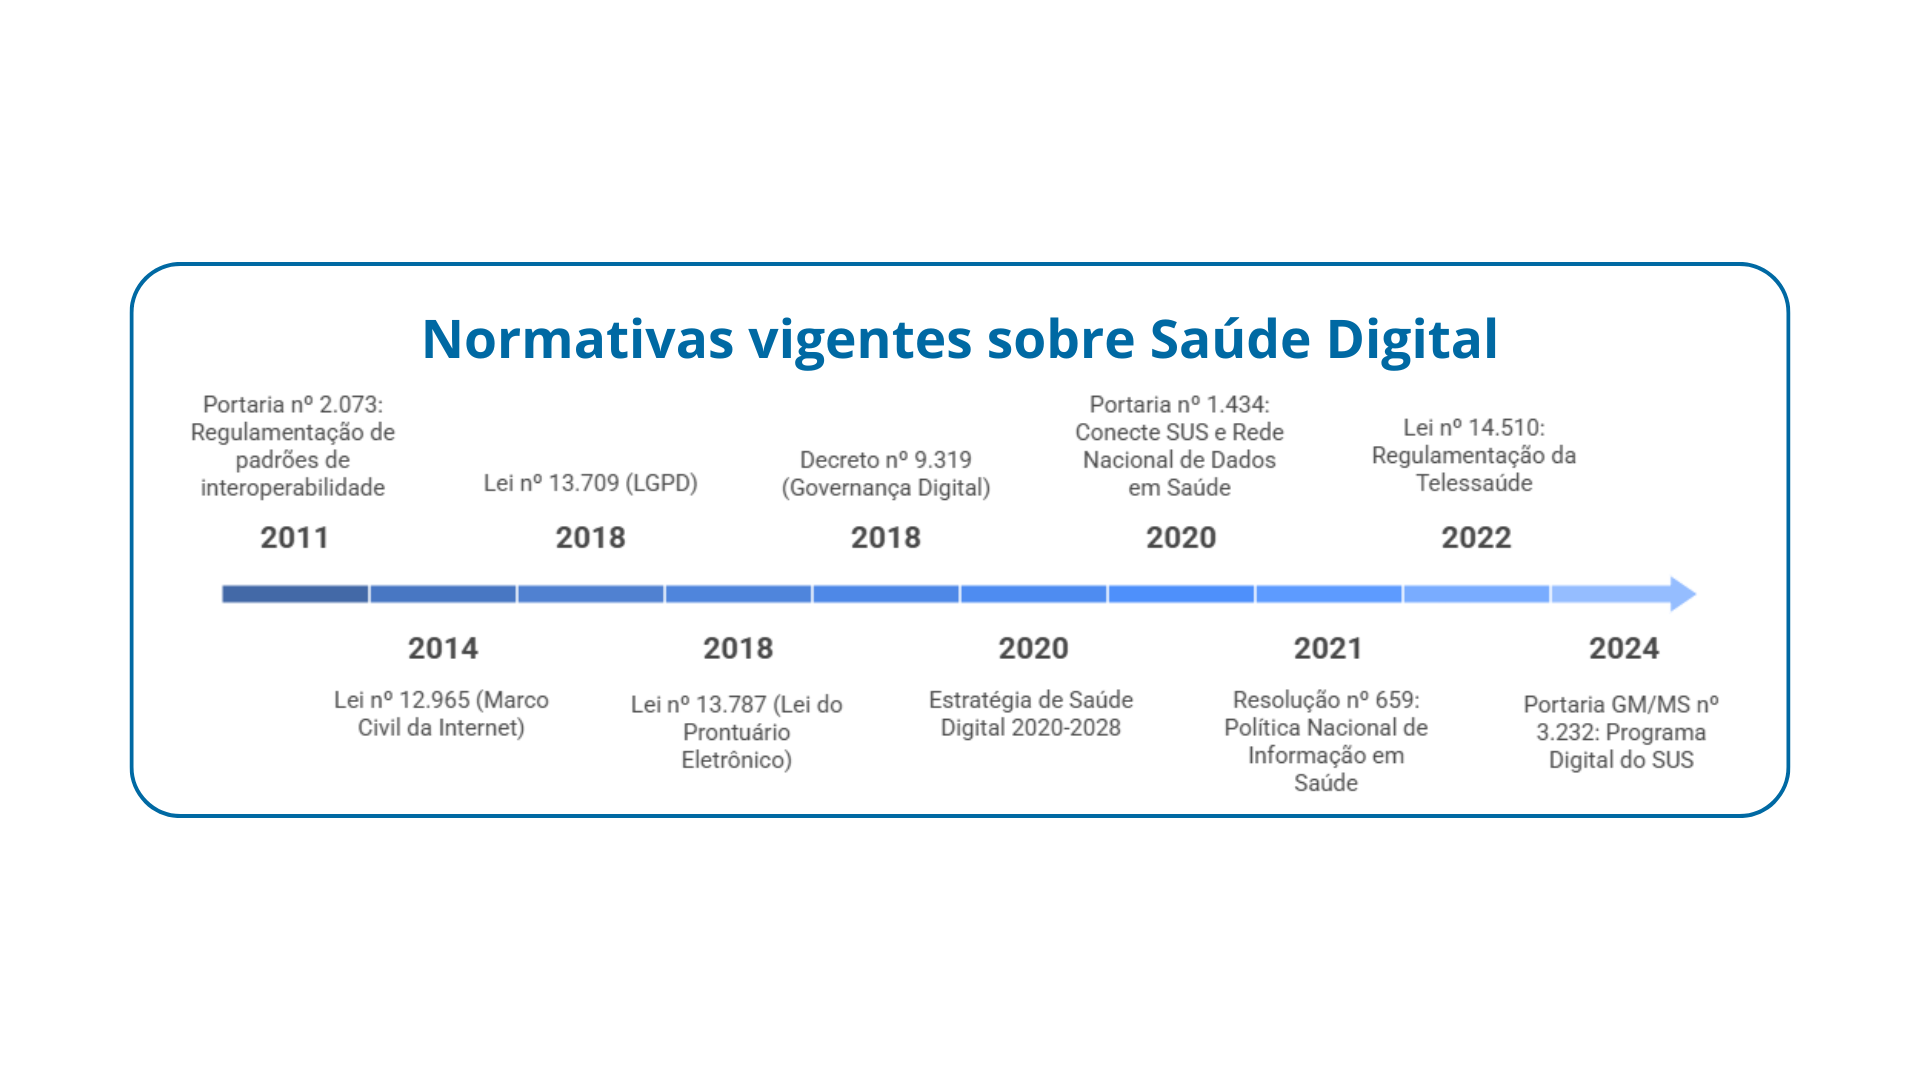 Normativas vigentes sobre Saúde Digital
Portaria nº 2.073:
Regulamentação de
padrões de
interoperabilidade
2011
Lei nº 13.709 (LGPD)
2018
Decreto nº 9.319
(Governança Digital)
2018
Portaria nº 1.434:
Conecte SUS e Rede
Nacional de Dados
em Saúde
2020
Lei nº 14.510:
Regulamentação da
Telessaúde
2022
2014
Lei nº 12.965 (Marco
Civil da Internet)
2018
Lei nº 13.787 (Lei do
Prontuário
Eletrônico)
2020
Estratégia de Saúde
Digital 2020-2028
2021
Resolução nº 659:
Política Nacional de
Informação em
Saúde
2024
Portaria GM/MS nº
3.232: Programa
Digital do SUS